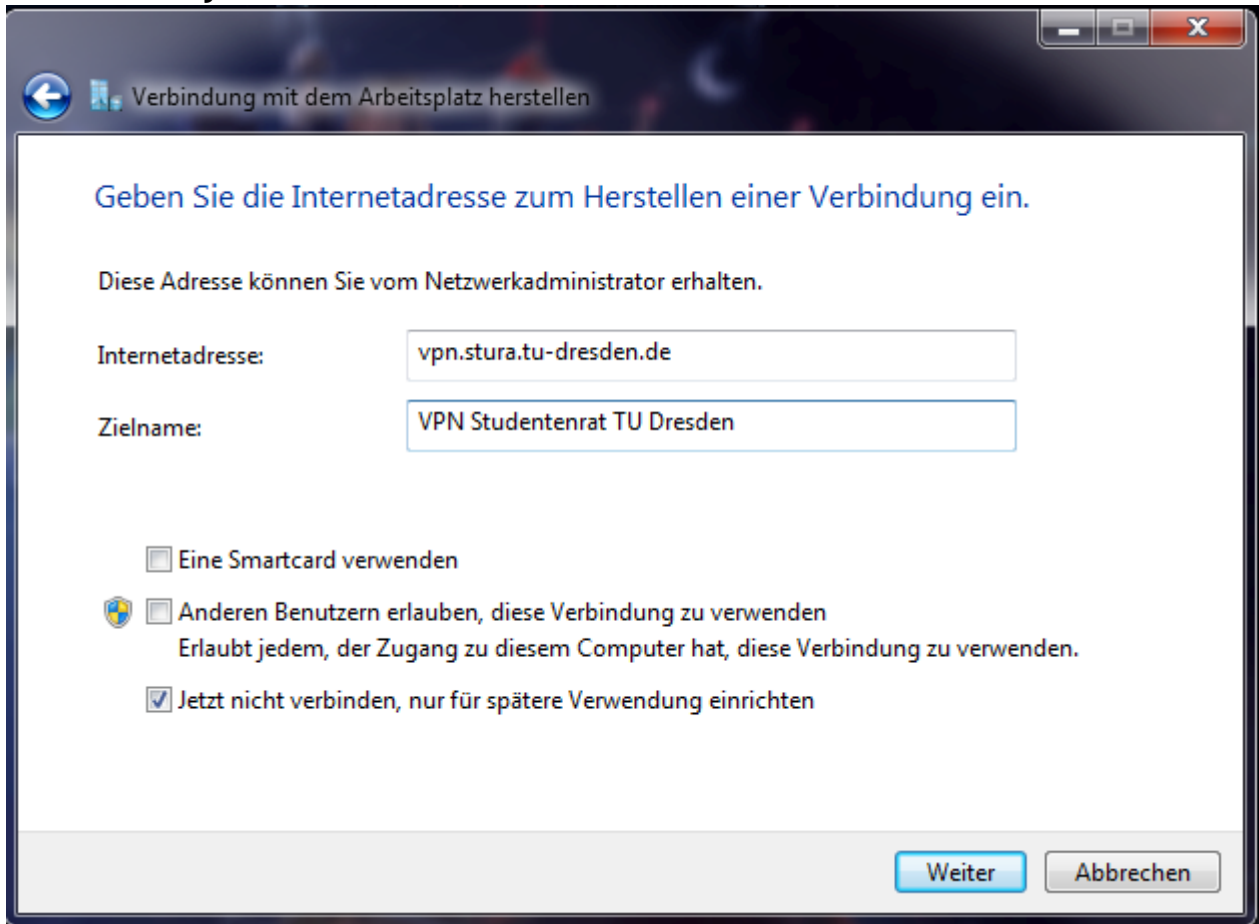 Verbindung mit dem Arbeitsplatz herstellen
Geben Sie die Internetadresse zum Herstellen einer Verbindung ein.
Diese Adresse können Sie vom Netzwerkadministrator erhalten.
Internetadresse: vpn.stura.tu-dresden.de
Zielname: VPN Studentenrat TU Dresden
Eine Smartcard verwenden
Anderen Benutzern erlauben, diese Verbindung zu verwenden
Erlaubt jedem, der Zugang zu diesem Computer hat, diese Verbindung zu verwenden.
Jetzt nicht verbinden, nur für spätere Verwendung einrichten
Weiter Abbrechen